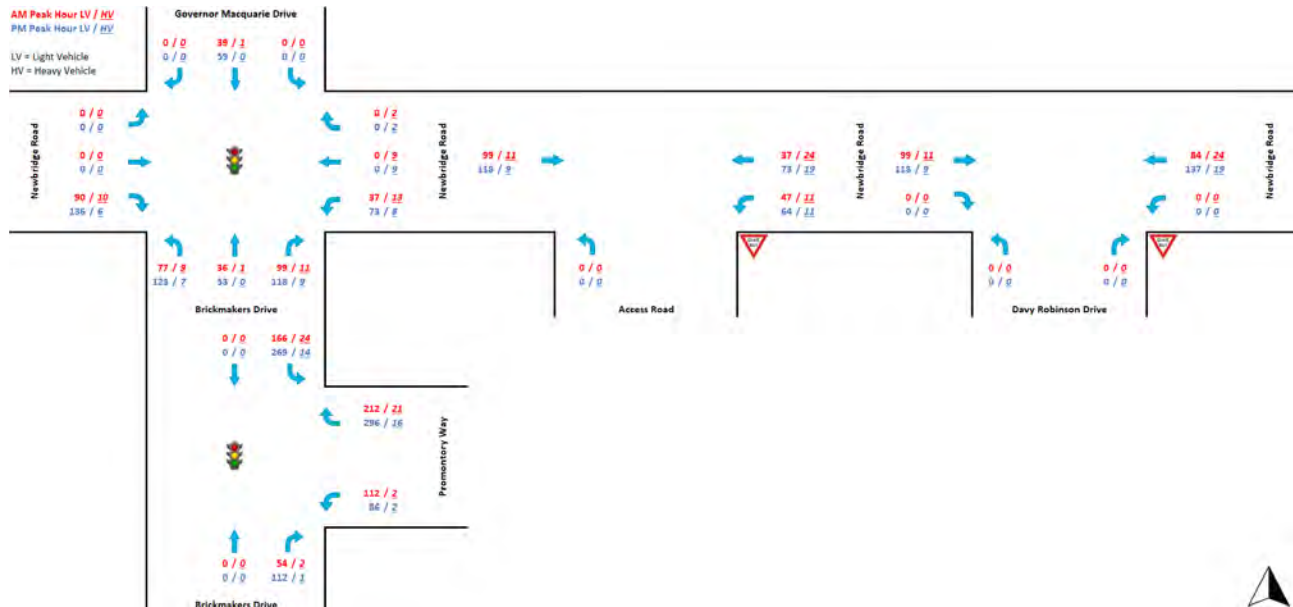 AM Peak Hour LV / HV
PM Peak Hour LV / HV
LV = Light Vehicle
HV = Heavy Vehicle
Governor Macquarie Drive
0 / 0
0 / 0
39 / 1
59 / 0
0 / 0
0 / 0
Newbridge Road
0 / 0
0 / 0
0 / 0
0 / 0
90 / 10
136 / 6
0 / 2
0 / 2
0 / 9
0 / 9
37 / 13
73 / 8
Newbridge Road
77 / 9
123 / 7
36 / 1
53 / 0
99 / 11
118 / 9
Brickmakers Drive
99 / 11
118 / 9
37 / 24
73 / 19
47 / 11
64 / 11
0 / 0
0 / 0
Access Road
Newbridge Road
99 / 11
118 / 9
0 / 0
0 / 0
84 / 24
137 / 19
0 / 0
0 / 0
Newbridge Road
0 / 0
0 / 0
0 / 0
0 / 0
Davy Robinson Drive
0 / 0
0 / 0
166 / 24
269 / 14
212 / 21
296 / 16
112 / 2
86 / 2
Promontory Way
0 / 0
0 / 0
54 / 2
112 / 1
Brickmakers Drive